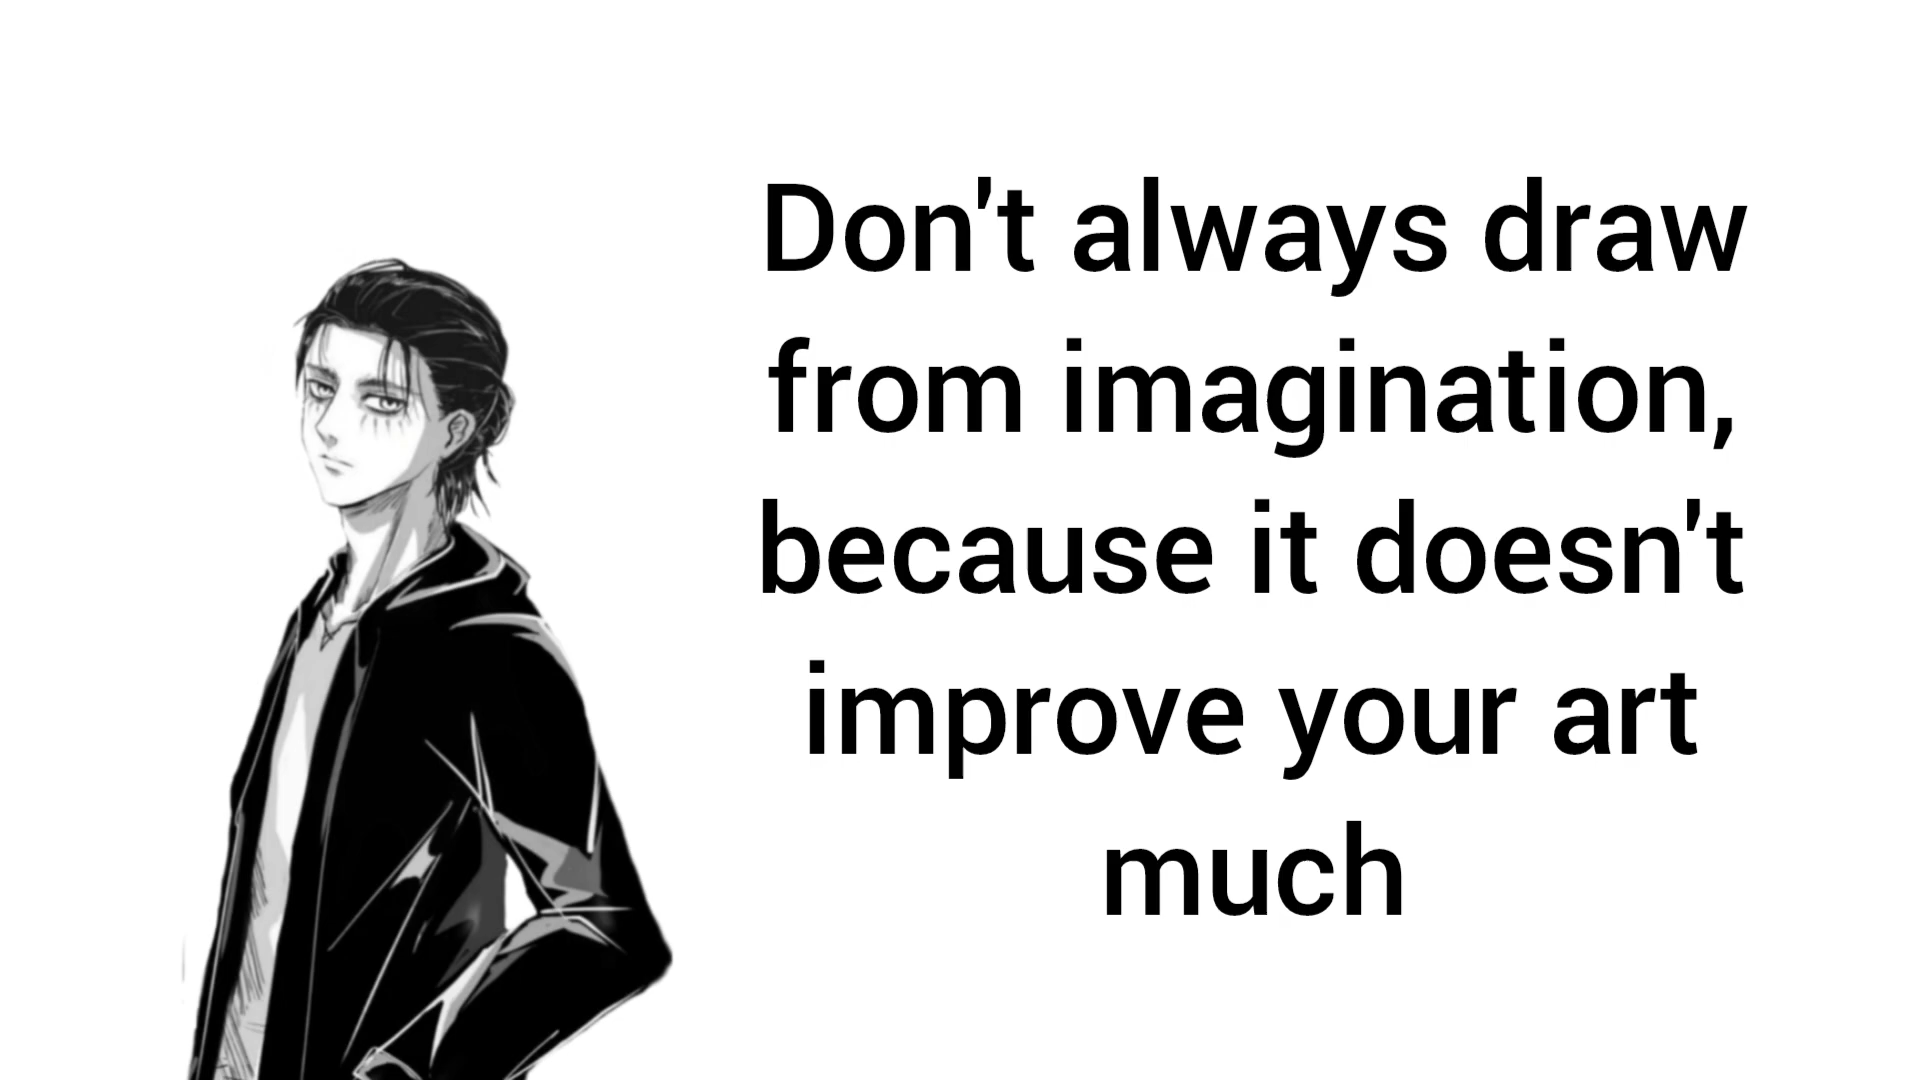 Don't always draw
from imagination,
because it doesn't
improve your art
much